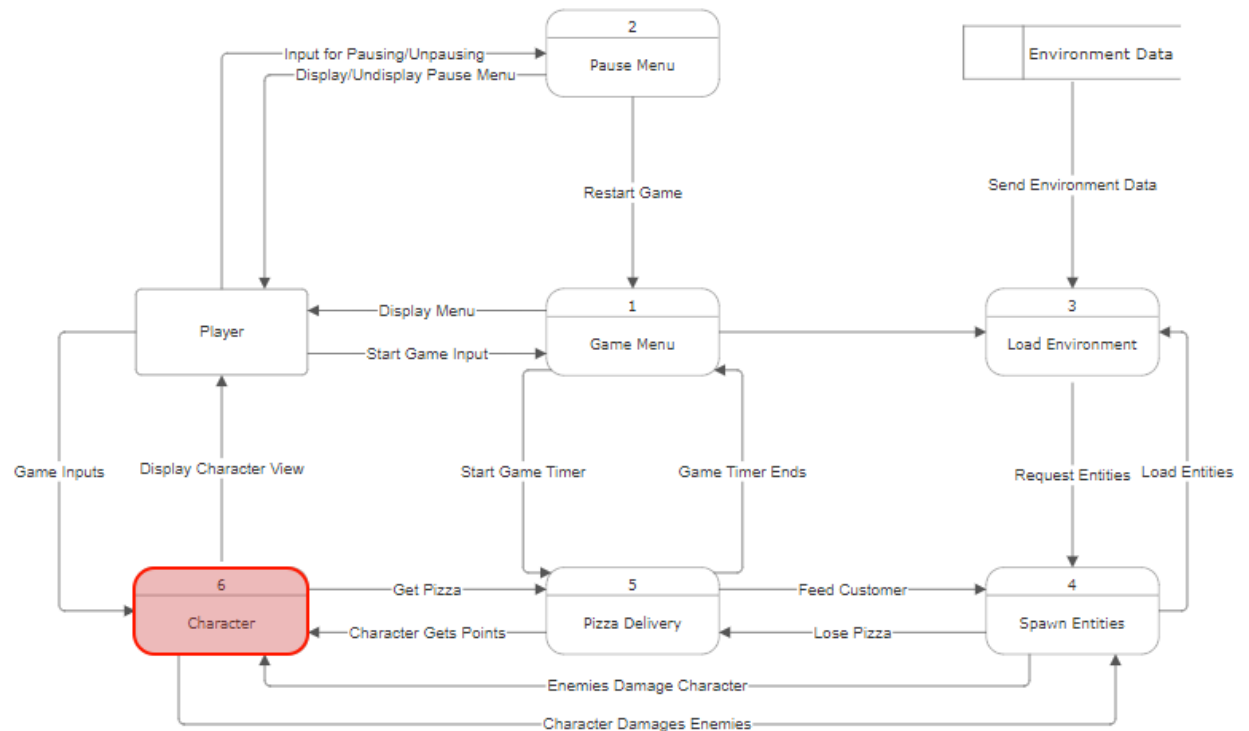 2
Input for Pausing/Unpausing
Environment Data
Pause Menu
Display/Undisplay Pause Menu
Send Environment Data
Restart Game
1
3
Display Menu
Player
Game Menu
Load Environment
Start Game Input
Game Inputs
Display Character View
Start Game Timer
Game Timer Ends
Request Entities
Load Entities
6
5
4
Get Pizza
Feed Customer
Character
Pizza Delivery
Spawn Entities
Character Gets Points
Lose Pizza
Enemies Damage Character
Character Damages Enemies